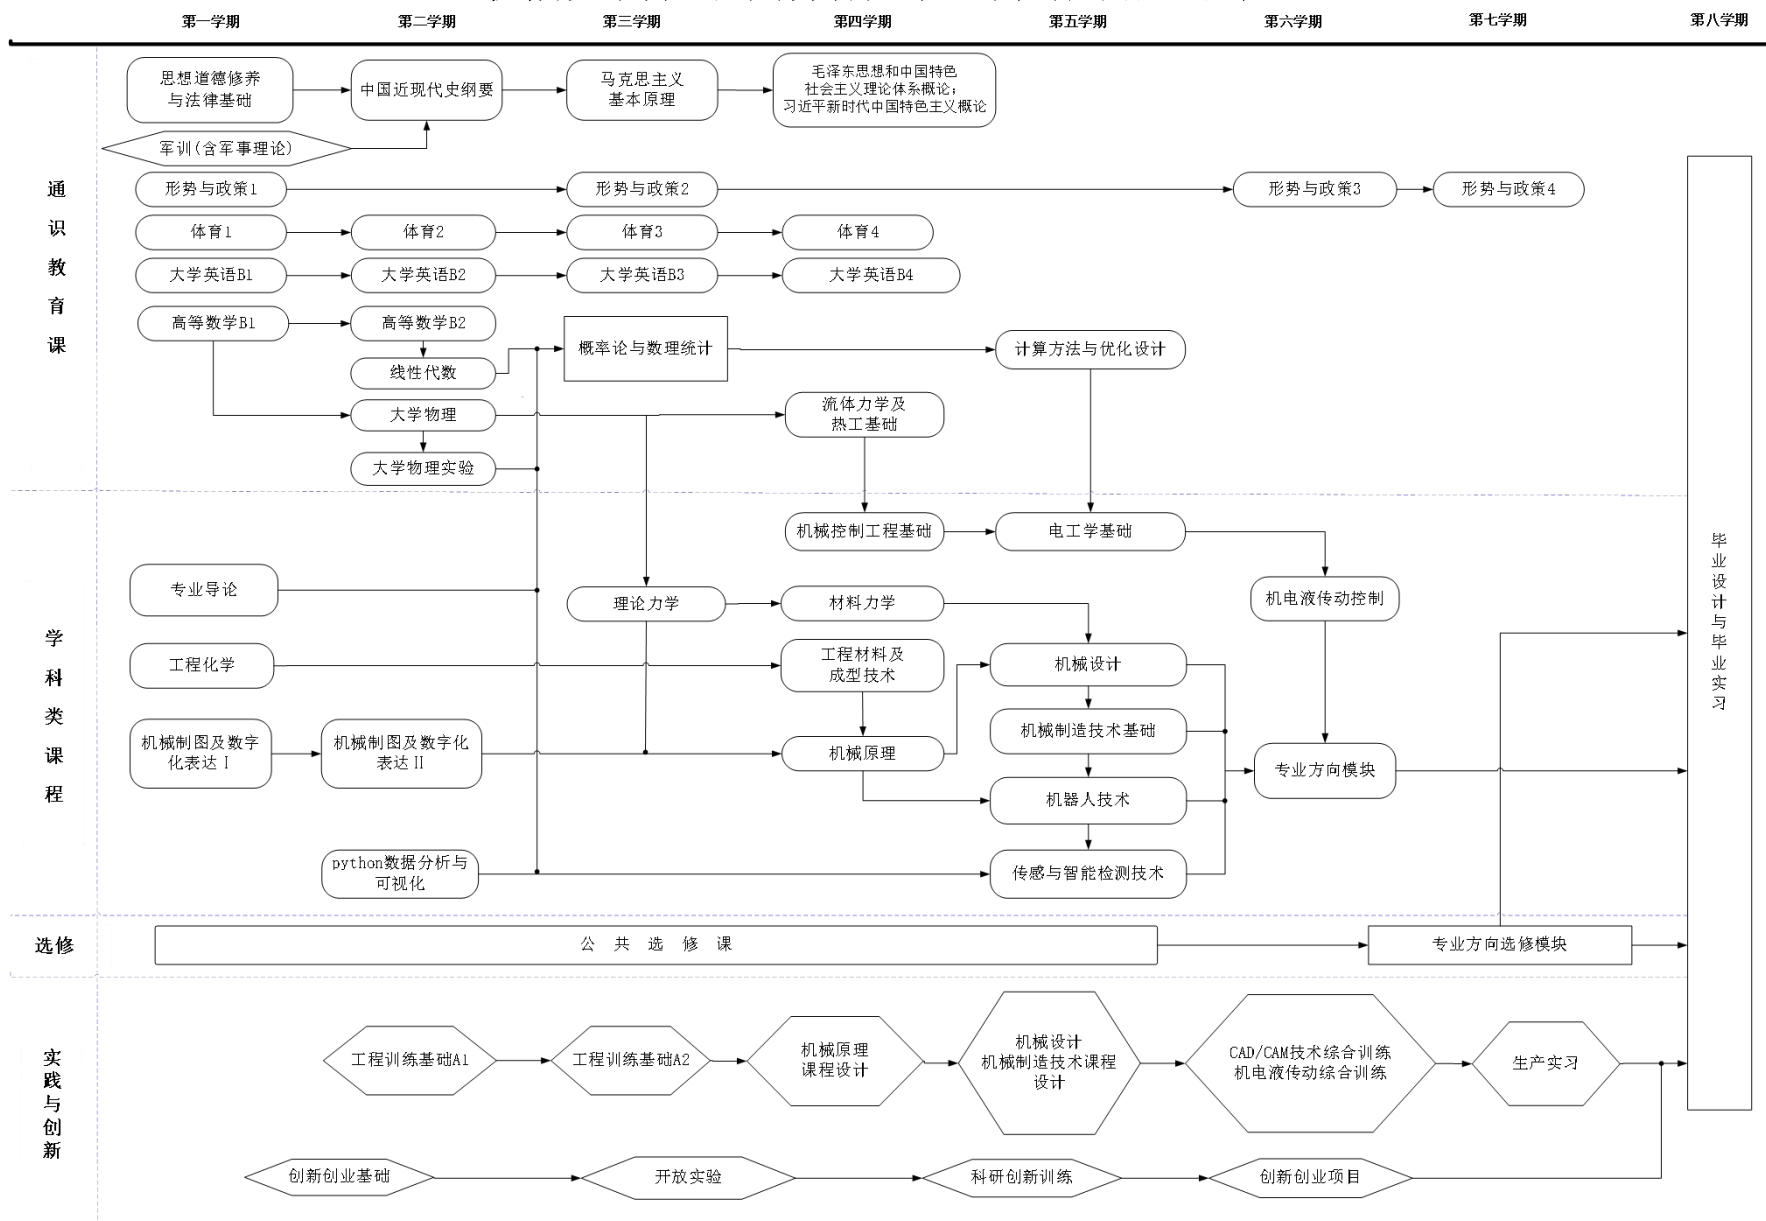 第一学期
第二学期
第三学期
第四学期
第五学期
第六学期
第七学期
第八学期
通
识
教
育
课
思想道德修养
与法律基础
中国近现代史纲要
马克思主义
基本原理
毛泽东思想和中国特色
社会主义理论体系概论;
习近平新时代中国特色主义概论
军训(含军事理论)
形势与政策1
形势与政策2
形势与政策3
形势与政策4
体育1
体育2
体育3
体育4
大学英语B1
大学英语B2
大学英语B3
大学英语B4
高等数学B1
高等数学B2
线性代数
概率论与数理统计
计算方法与优化设计
大学物理
流体力学及
热工基础
大学物理实验
学
科
类
课
程
机械控制工程基础
电工学基础
专业导论
理论力学
材料力学
机电液传动控制
工程化学
工程材料及
成型技术
机械设计
机械制图及数字
化表达Ⅰ
机械制图及数字化
表达Ⅱ
机械原理
机械制造技术基础
专业方向模块
机器人技术
python数据分析与
可视化
传感与智能检测技术
选修
公共选修课
专业方向选修模块
实
践
与
创
新
工程训练基础A1
工程训练基础A2
机械原理
课程设计
机械设计
机械制造技术课程
设计
CAD/CAM技术综合训练
机电液传动综合训练
生产实习
创新创业基础
开放实验
科研创新训练
创新创业项目
毕
业
设
计
与
毕
业
实
习